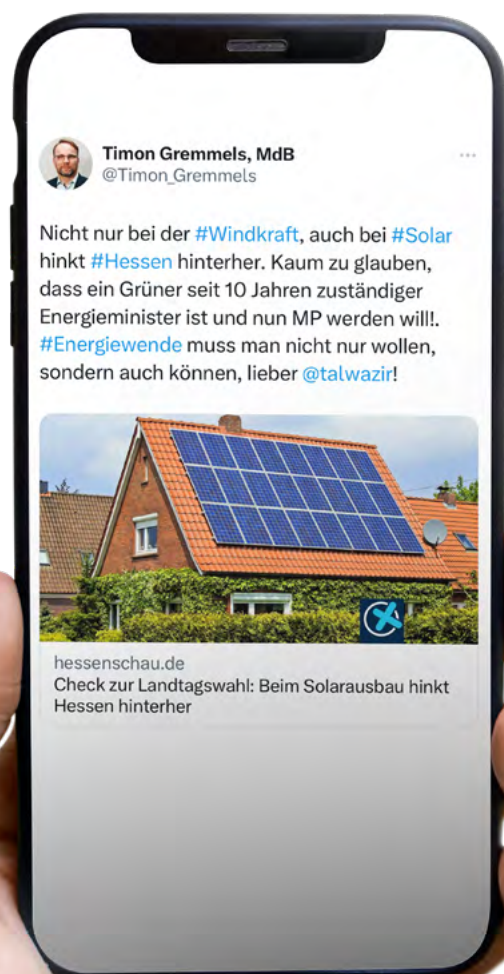 Timon Gremmels, MdB
@Timon_Gremmels
Nicht nur bei der #Windkraft, auch bei #Solar
hinkt #Hessen hinterher. Kaum zu glauben,
dass ein Grüner seit 10 Jahren zuständiger
Energieminister ist und nun MP werden will!.
#Energiewende muss man nicht nur wollen,
sondern auch können, lieber @talwazir!
hessenschau.de
Check zur Landtagswahl: Beim Solarausbau hinkt
Hessen hinterher